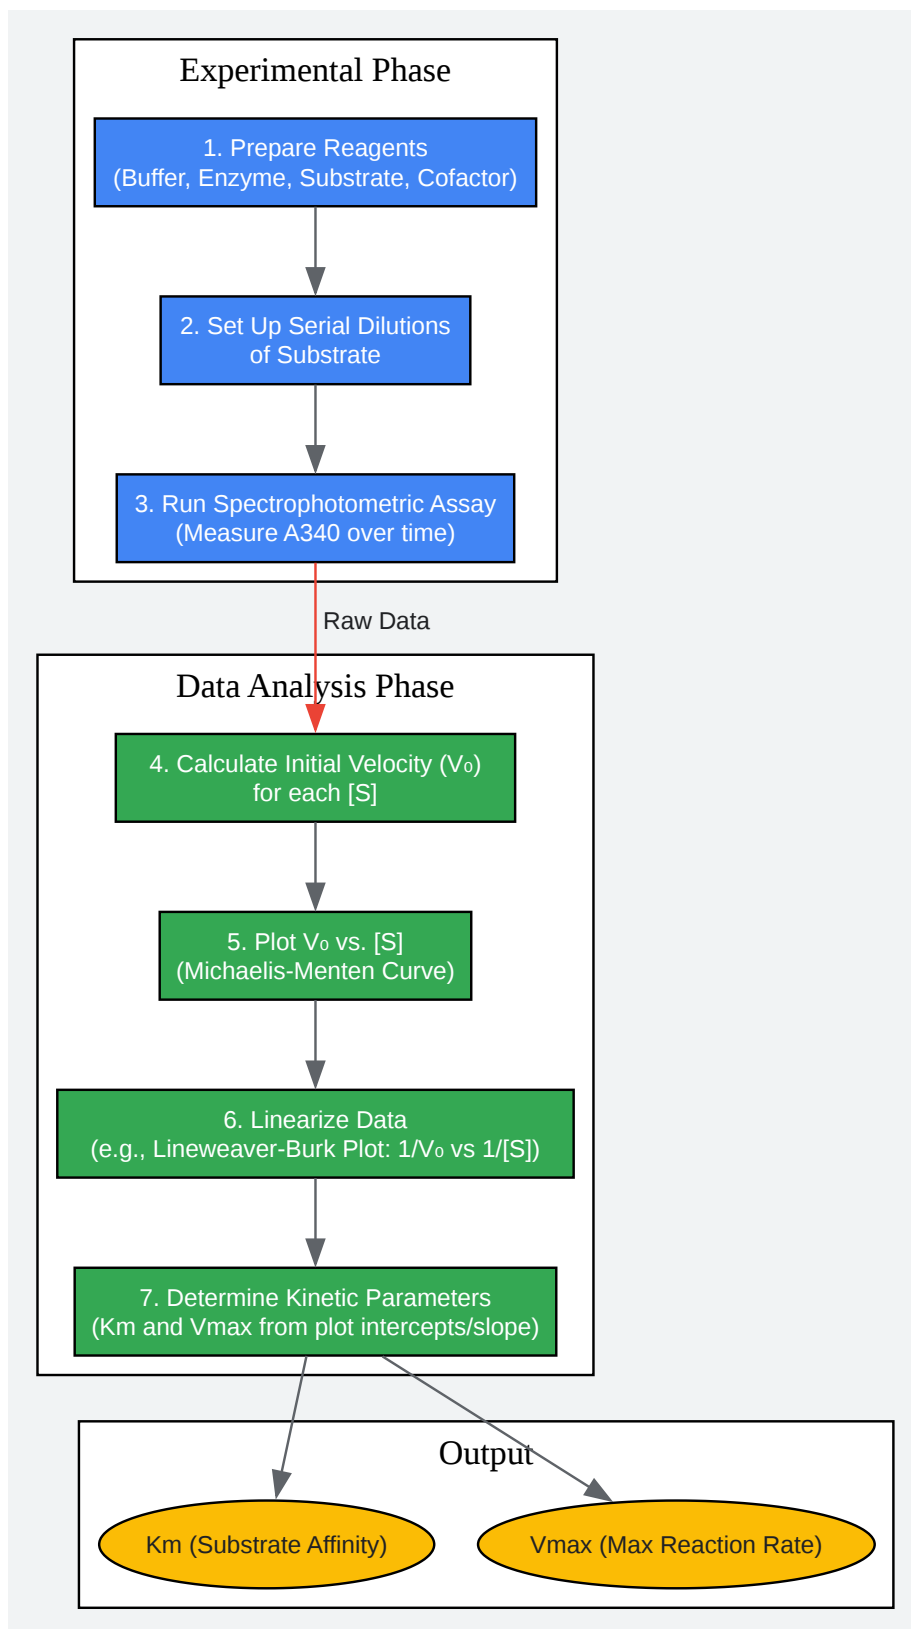 Experimental Phase
1. Prepare Reagents
(Buffer, Enzyme, Substrate, Cofactor)
2. Set Up Serial Dilutions
of Substrate
3. Run Spectrophotometric Assay
(Measure A340 over time)
Raw Data
Data Analysis Phase
4. Calculate Initial Velocity (V₀)
for each [S]
5. Plot V₀ vs. [S]
(Michaelis-Menten Curve)
6. Linearize Data
(e.g., Lineweaver-Burk Plot: 1/V₀ vs 1/[S])
7. Determine Kinetic Parameters
(Km and Vmax from plot intercepts/slope)
Output
Km (Substrate Affinity)
Vmax (Max Reaction Rate)